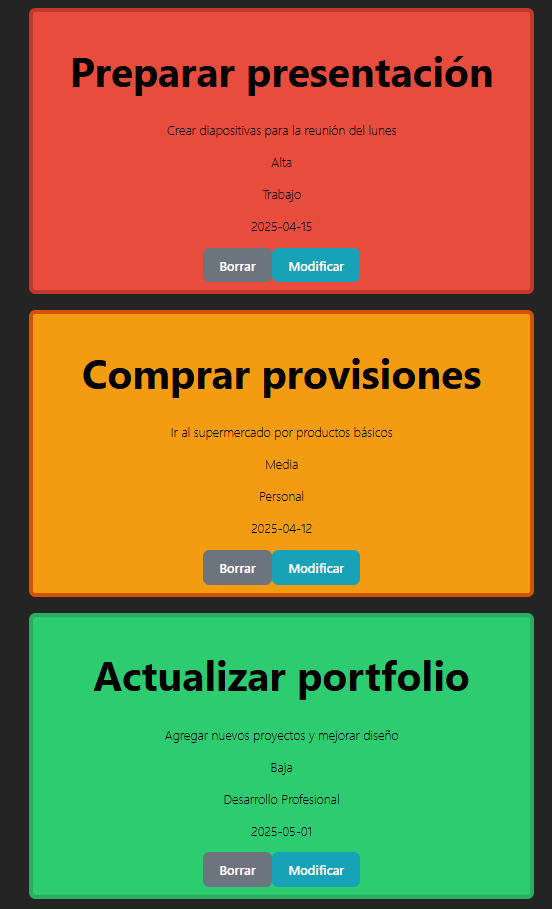 Preparar presentación
Crear diapositivas para la reunión del lunes
Alta
Trabajo
2025-04-15
Borrar Modificar
Comprar provisiones
Ir al supermercado por productos básicos
Media
Personal
2025-04-12
Borrar Modificar
Actualizar portfolio
Agregar nuevos proyectos y mejorar diseño
Baja
Desarrollo Profesional
2025-05-01
Borrar Modificar